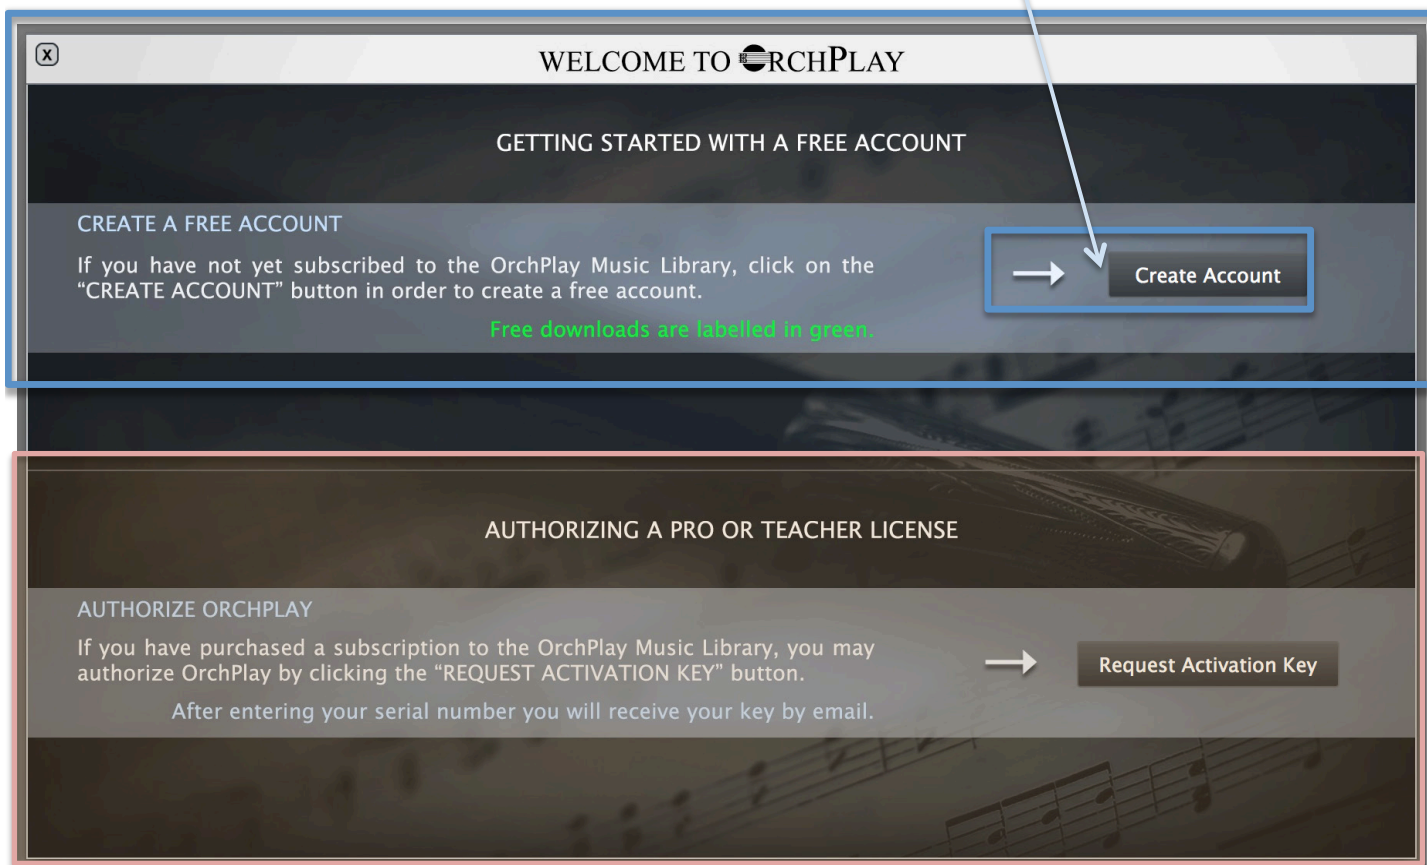 X
WELCOME TO ORCHPLAY
GETTING STARTED WITH A FREE ACCOUNT
CREATE A FREE ACCOUNT
If you have not yet subscribed to the OrchPlay Music Library, click on the
“CREATE ACCOUNT” button in order to create a free account.
Free downloads are labelled in green.
Create Account
AUTHORIZING A PRO OR TEACHER LICENSE
AUTHORIZE ORCHPLAY
If you have purchased a subscription to the OrchPlay Music Library, you may
authorize OrchPlay by clicking the “REQUEST ACTIVATION KEY” button.
After entering your serial number you will receive your key by email.
Request Activation Key